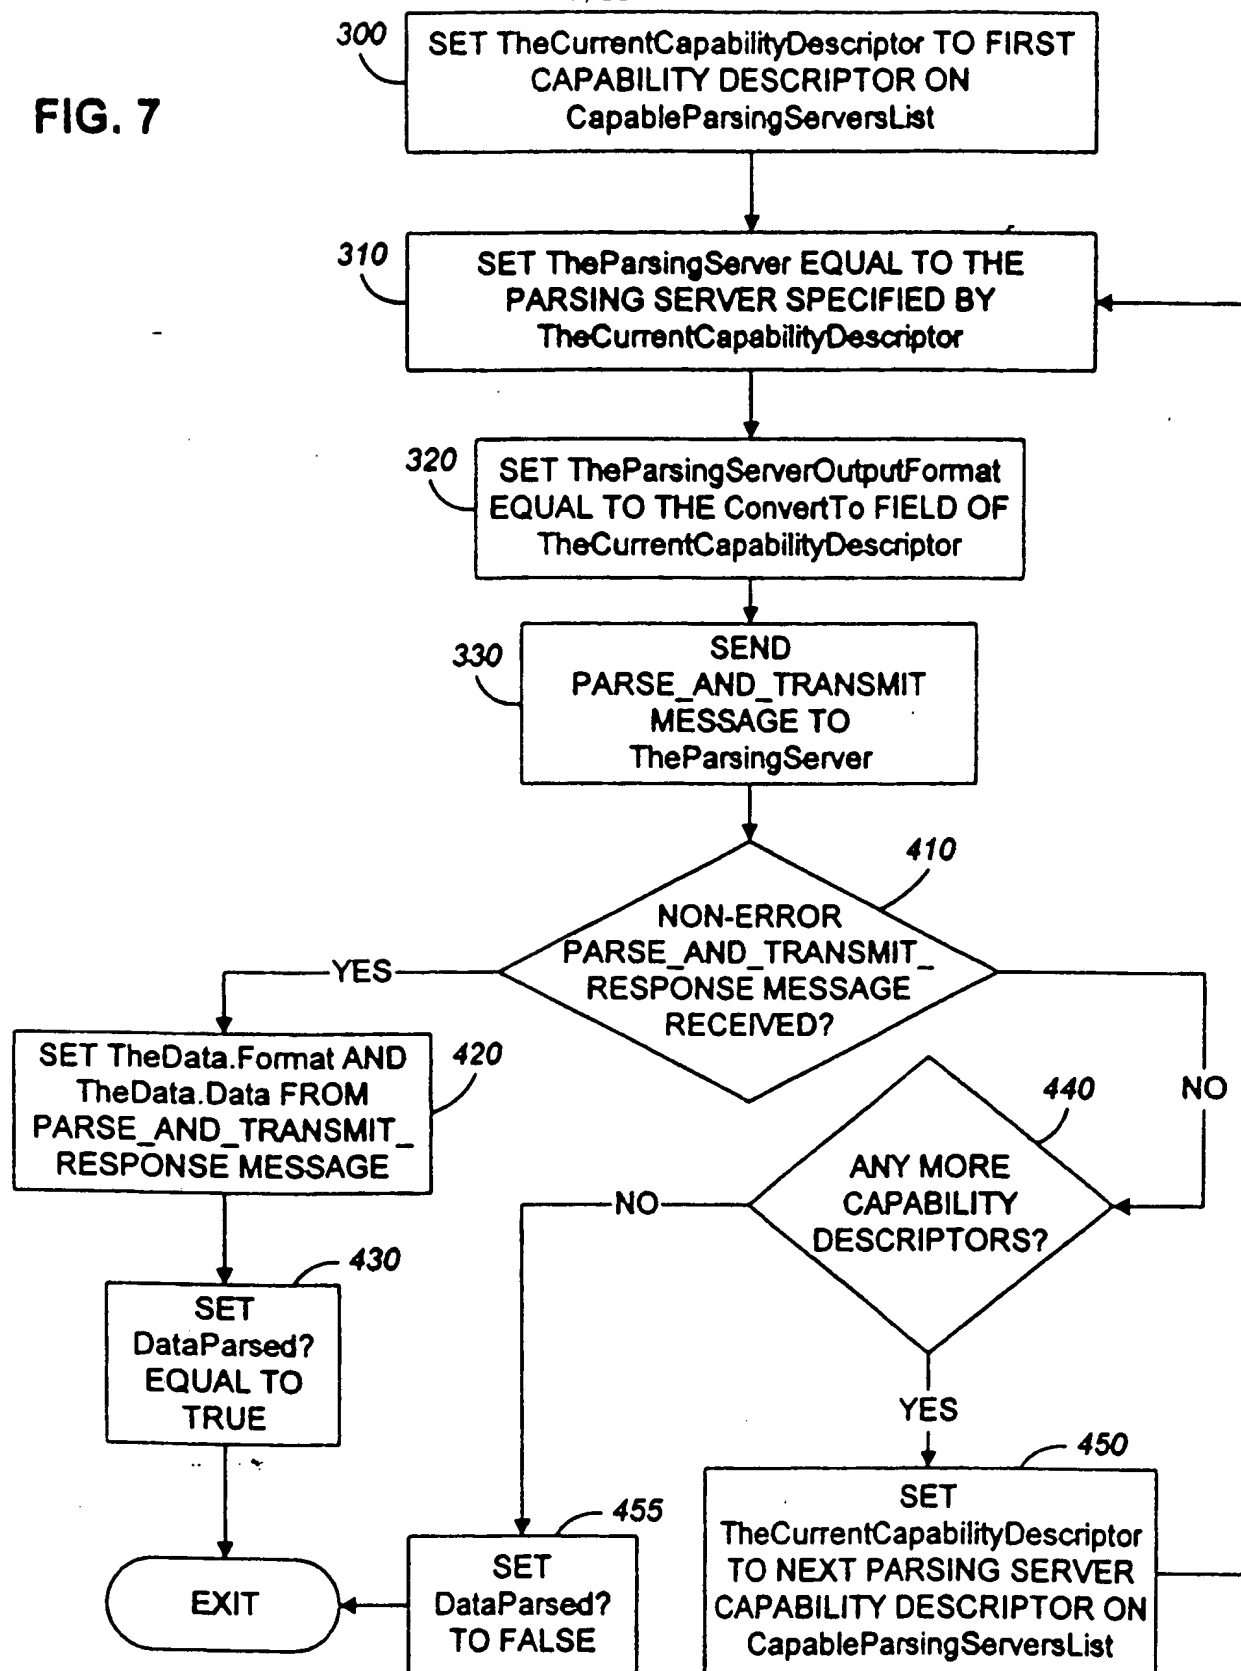 FIG. 7
300
SET TheCurrentCapabilityDescriptor TO FIRST
CAPABILITY DESCRIPTOR ON
CapableParsingServersList
310
SET TheParsingServer EQUAL TO THE
PARSING SERVER SPECIFIED BY
TheCurrentCapabilityDescriptor
320
SET TheParsingServerOutputFormat
EQUAL TO THE ConvertTo FIELD OF
TheCurrentCapabilityDescriptor
330
SEND
PARSE_AND_TRANSMIT
MESSAGE TO
TheParsingServer
410
NON-ERROR
PARSE_AND_TRANSMIT_
RESPONSE MESSAGE
RECEIVED?
YES
NO
420
SET TheData.Format AND
TheData.Data FROM
PARSE_AND_TRANSMIT_
RESPONSE MESSAGE
430
SET
DataParsed?
EQUAL TO
TRUE
440
ANY MORE
CAPABILITY
DESCRIPTORS?
NO
YES
450
SET
TheCurrentCapabilityDescriptor
TO NEXT PARSING SERVER
CAPABILITY DESCRIPTOR ON
CapableParsingServersList
455
SET
DataParsed?
TO FALSE
EXIT